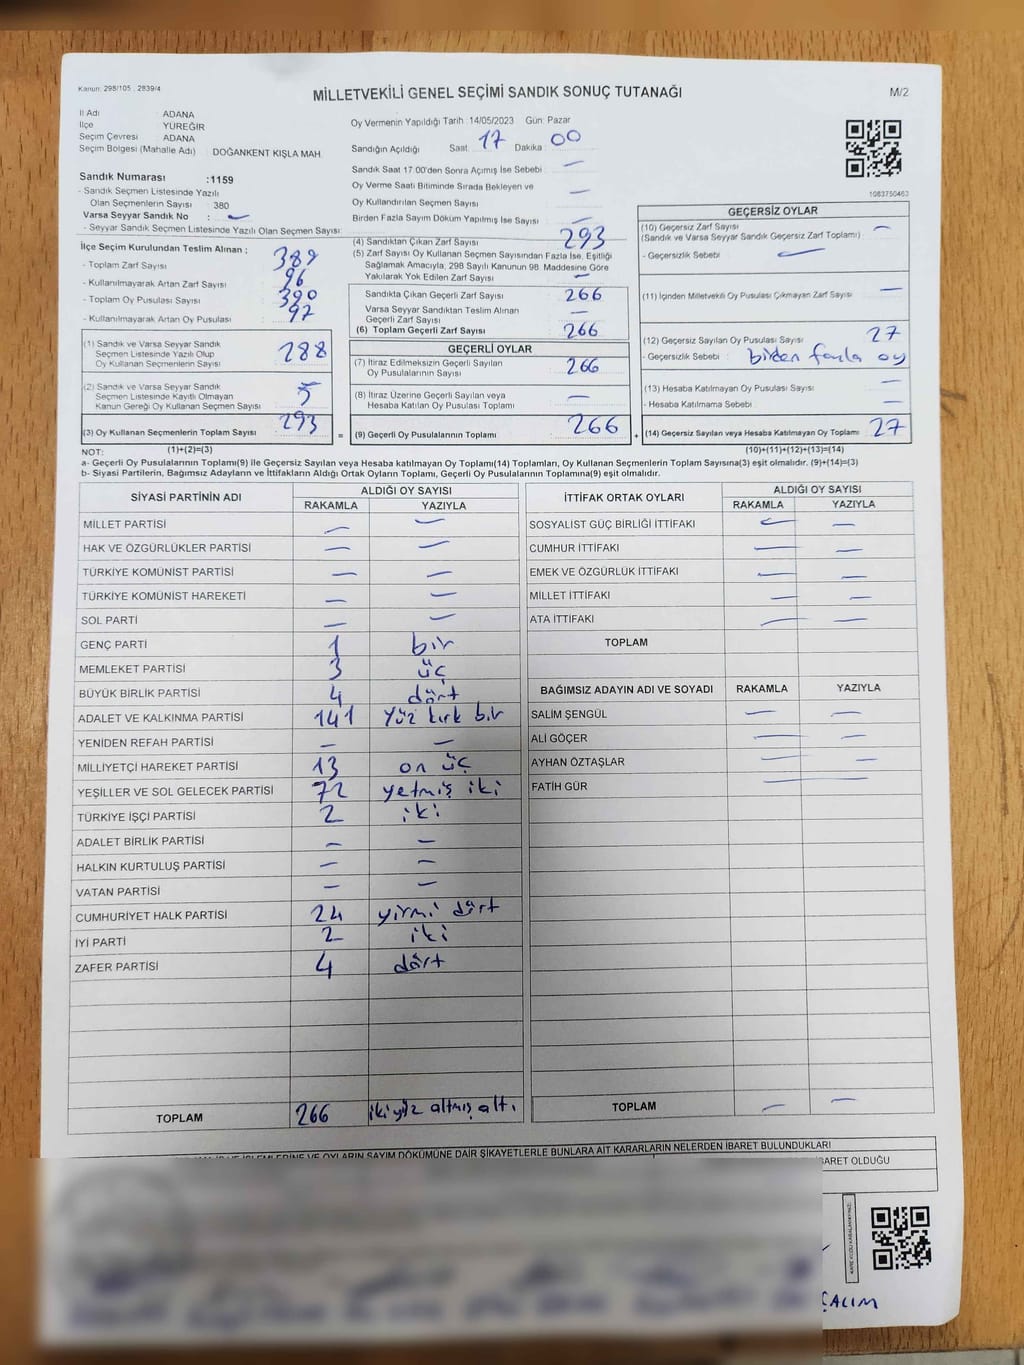 Kanun: 298/105 . 2839/4
MİLLETVEKİLİ GENEL SEÇİMİ SANDIK SONUÇ TUTANAĞI
M/2
İl Adı : ADANA
İlçe : YÜREĞİR
Seçim Çevresi : ADANA
Seçim Bölgesi (Mahalle Adı) : DOĞANKENT KIŞLA MAH.
Sandık Numarası : 1159
- Sandık Seçmen Listesinde Yazılı
Olan Seçmenlerin Sayısı : 380
Varsa Seyyar Sandık No : —
- Seyyar Sandık Seçmen Listesinde Yazılı Olan Seçmen Sayısı:
Oy Vermenin Yapıldığı Tarih :14/05/2023 Gün: Pazar
Sandığın Açıldığı Saat: 17 Dakika: 00
Sandık Saat 17.00'den Sonra Açımış İse Sebebi : —
Oy Verme Saati Bitiminde Sırada Bekleyen ve
Oy Kullandırılan Seçmen Sayısı : —
Birden Fazla Sayım Döküm Yapılmış İse Sayısı : —
1083750463
İlçe Seçim Kurulundan Teslim Alınan ;
- Toplam Zarf Sayısı : 389
- Kullanılmayarak Artan Zarf Sayısı : 96
- Toplam Oy Pusulası Sayısı : 390
- Kullanılmayarak Artan Oy Pusulası : 97
(1) Sandık ve Varsa Seyyar Sandık
Seçmen Listesinde Yazılı Olup
Oy Kullanan Seçmenlerin Sayısı : 288
(2) Sandık ve Varsa Seyyar Sandık
Seçmen Listesinde Kayıtlı Olmayan
Kanun Gereği Oy Kullanan Seçmen Sayısı : 5
(3) Oy Kullanan Seçmenlerin Toplam Sayısı : 293
(4) Sandıktan Çıkan Zarf Sayısı : 293
(5) Zarf Sayısı Oy Kullanan Seçmen Sayısından Fazla İse, Eşitliği
Sağlamak Amacıyla, 298 Sayılı Kanunun 98. Maddesine Göre
Yakılarak Yok Edilen Zarf Sayısı : —
Sandıkta Çıkan Geçerli Zarf Sayısı : 266
Varsa Seyyar Sandıktan Teslim Alınan
Geçerli Zarf Sayısı : —
(6) Toplam Geçerli Zarf Sayısı : 266
GEÇERLİ OYLAR
(7) İtiraz Edilmeksizin Geçerli Sayılan
Oy Pusulalarının Sayısı : 266
(8) İtiraz Üzerine Geçerli Sayılan veya
Hesaba Katılan Oy Pusulası Toplamı : —
= (9) Geçerli Oy Pusulalarının Toplamı : 266
GEÇERSİZ OYLAR
(10) Geçersiz Zarf Sayısı : —
(Sandık ve Varsa Seyyar Sandık Geçersiz Zarf Toplamı)
- Geçersizlik Sebebi : —
(11) İçinden Milletvekili Oy Pusulası Çıkmayan Zarf Sayısı : —
(12) Geçersiz Sayılan Oy Pusulası Sayısı : 27
- Geçersizlik Sebebi : birden fazla oy
(13) Hesaba Katılmayan Oy Pusulası Sayısı : —
- Hesaba Katılmama Sebebi : —
+ (14) Geçersiz Sayılan veya Hesaba Katılmayan Oy Toplamı : 27
NOT: (1)+(2)=(3) (10)+(11)+(12)+(13)=(14)
a- Geçerli Oy Pusulalarının Toplamı(9) ile Geçersiz Sayılan veya Hesaba katılmayan Oy Toplamı(14) Toplamları, Oy Kullanan Seçmenlerin Toplam Sayısına(3) eşit olmalıdır. (9)+(14)=(3)
b- Siyasi Partilerin, Bağımsız Adayların ve İttifakların Aldığı Ortak Oyların Toplamı, Geçerli Oy Pusulalarının Toplamına(9) eşit olmalıdır.
SİYASİ PARTİNİN ADI ALDIĞI OY SAYISI
RAKAMLA YAZIYLA
MİLLET PARTİSİ — —
HAK VE ÖZGÜRLÜKLER PARTİSİ — —
TÜRKİYE KOMÜNİST PARTİSİ — —
TÜRKİYE KOMÜNİST HAREKETİ — —
SOL PARTİ — —
GENÇ PARTİ 1 bir
MEMLEKET PARTİSİ 3 üç
BÜYÜK BİRLİK PARTİSİ 4 dört
ADALET VE KALKINMA PARTİSİ 141 Yüz kırk bir
YENİDEN REFAH PARTİSİ — —
MİLLİYETÇİ HAREKET PARTİSİ 13 on üç
YEŞİLLER VE SOL GELECEK PARTİSİ 72 yetmiş iki
TÜRKİYE İŞÇİ PARTİSİ 2 iki
ADALET BİRLİK PARTİSİ — —
HALKIN KURTULUŞ PARTİSİ — —
VATAN PARTİSİ — —
CUMHURİYET HALK PARTİSİ 24 yirmi dört
İYİ PARTİ 2 iki
ZAFER PARTİSİ 4 dört
TOPLAM 266 ikiyüz altmış altı
İTTİFAK ORTAK OYLARI ALDIĞI OY SAYISI
RAKAMLA YAZIYLA
SOSYALIST GÜÇ BİRLİĞİ İTTİFAKI — —
CUMHUR İTTİFAKI — —
EMEK VE ÖZGÜRLÜK İTTİFAKI — —
MİLLET İTTİFAKI — —
ATA İTTİFAKI — —
TOPLAM
BAĞIMSIZ ADAYIN ADI VE SOYADI RAKAMLA YAZIYLA
SALİM ŞENGÜL — —
ALİ GÖÇER — —
AYHAN ÖZTAŞLAR — —
FATİH GÜR — —
TOPLAM — —
İŞLEMLERİNE VE OYLARIN SAYIM DÖKÜMÜNE DAİR ŞİKAYETLERLE BUNLARA AİT KARARLARIN NELERDEN İBARET BULUNDUKLARI
İBARET OLDUĞU
ÇALIM